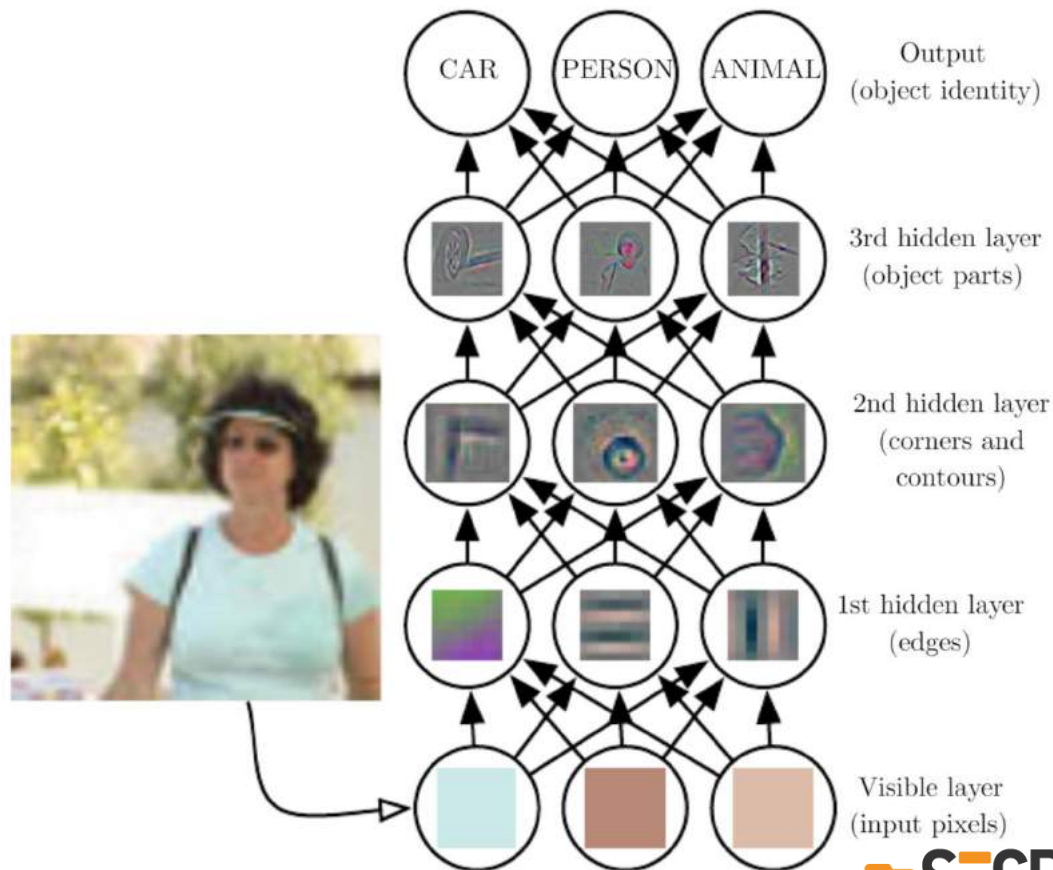 CAR PERSON ANIMAL
Output
(object identity)
3rd hidden layer
(object parts)
2nd hidden layer
(corners and
contours)
1st hidden layer
(edges)
Visible layer
(input pixels)